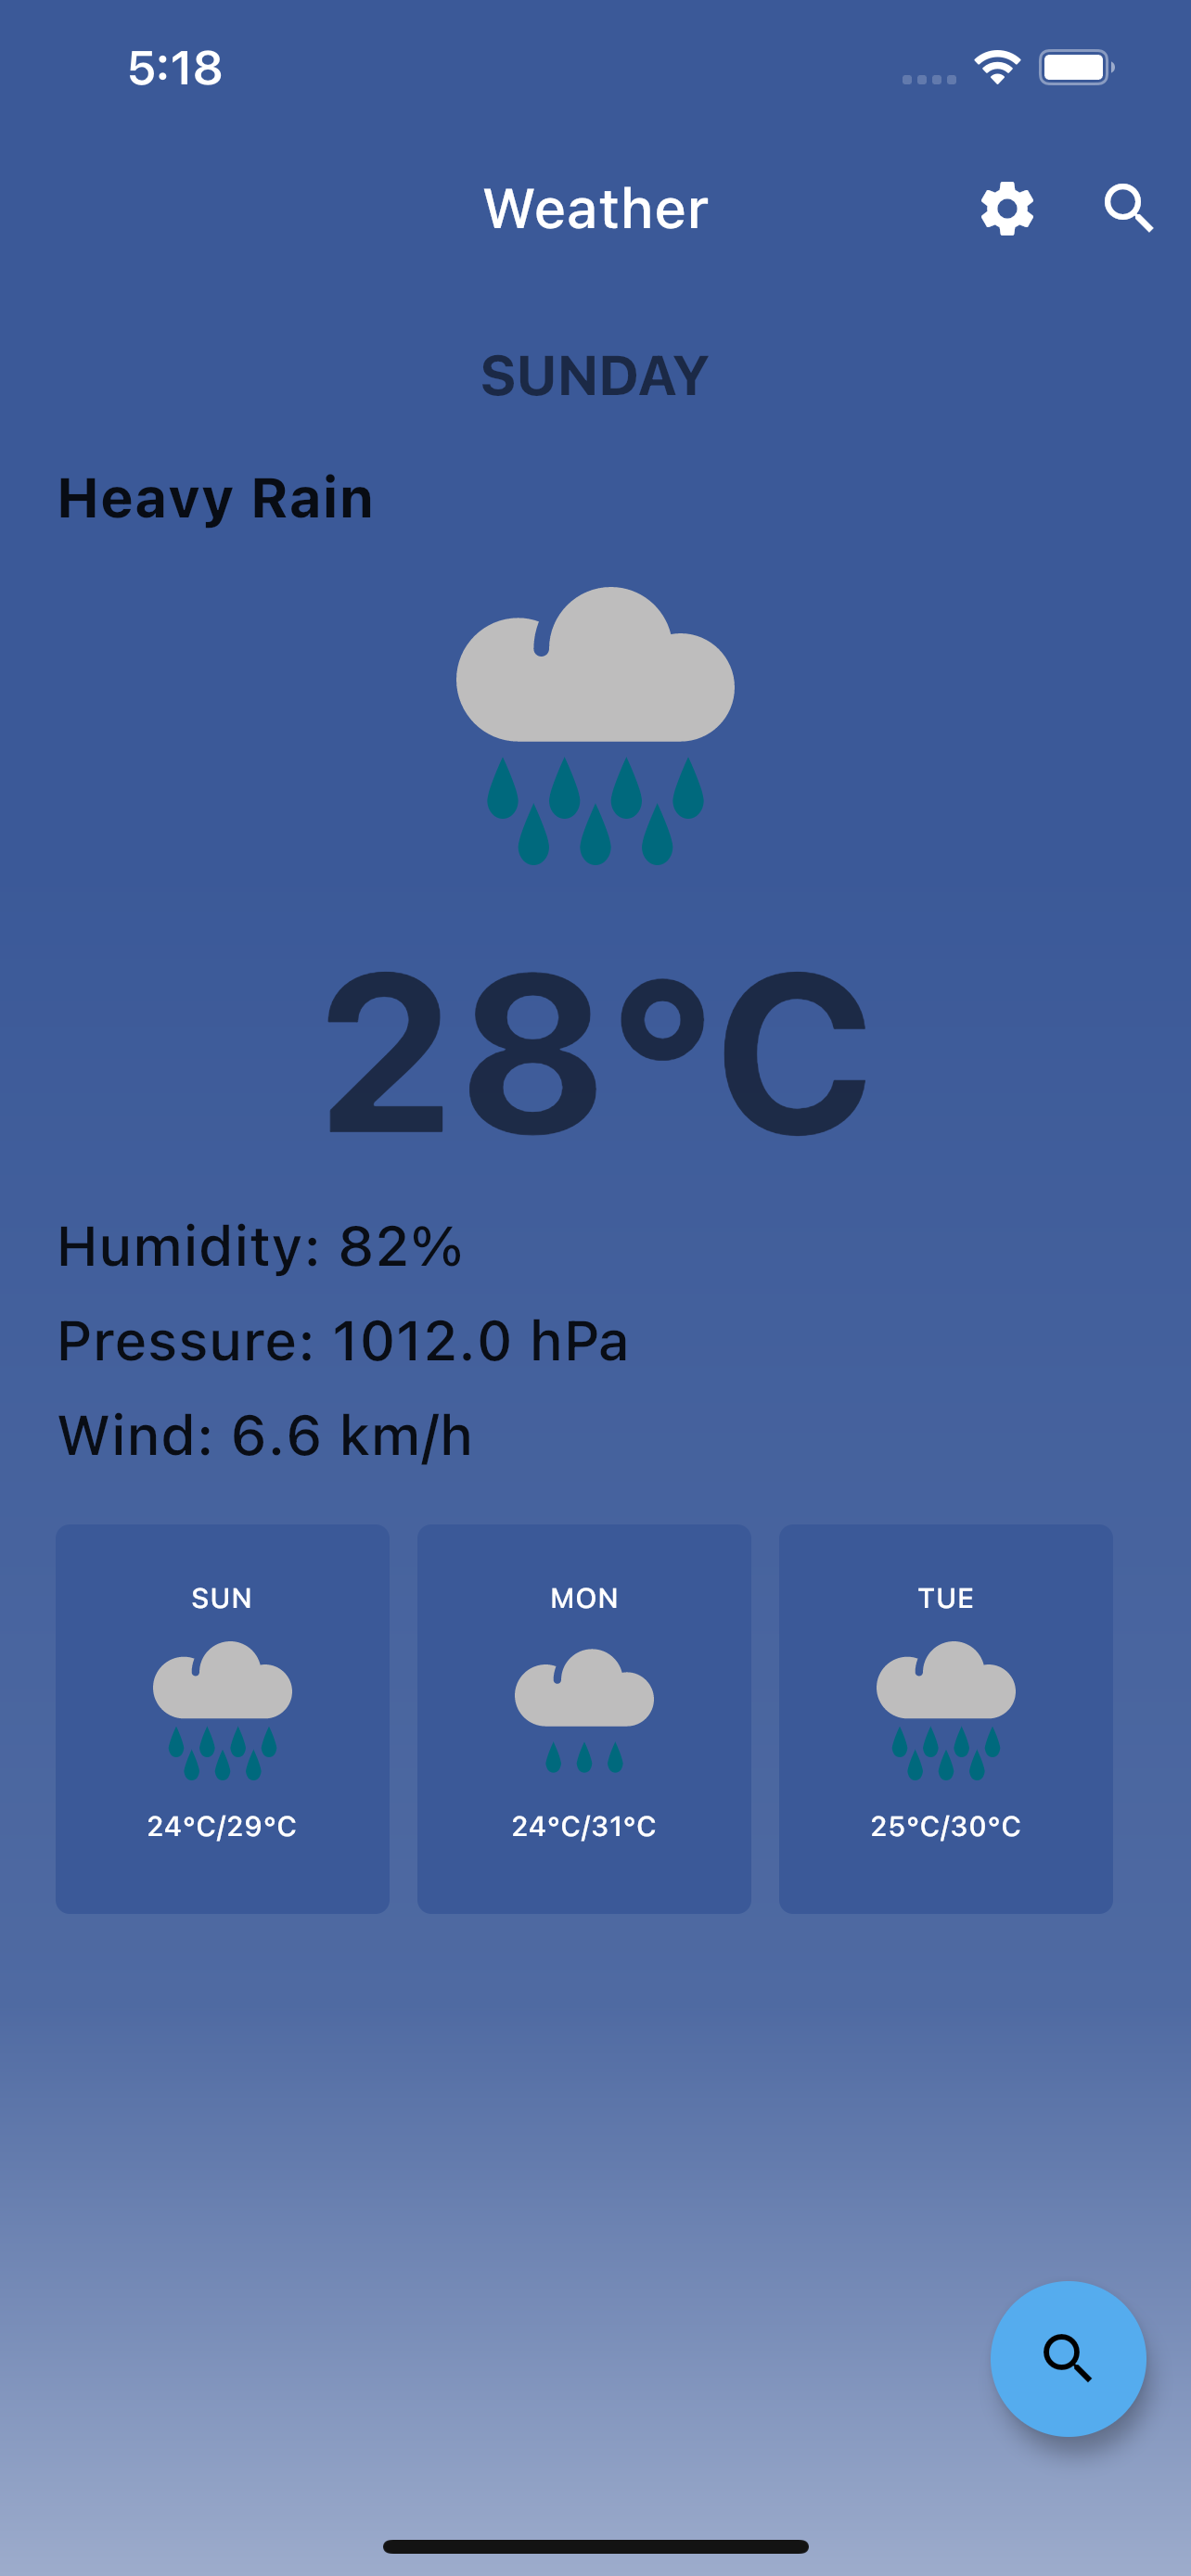 5:18
Weather
SUNDAY
Heavy Rain
28°C
Humidity: 82%
Pressure: 1012.0 hPa
Wind: 6.6 km/h
SUN
24°C/29°C
MON
24°C/31°C
TUE
25°C/30°C